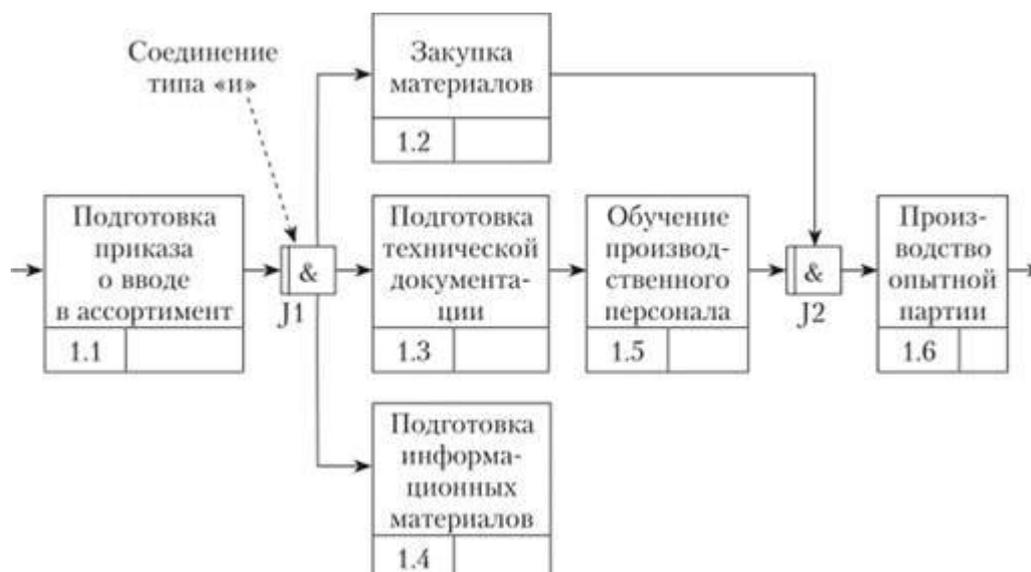 Соединение
типа «и»
Закупка
материалов
1.2
Подготовка
приказа
о вводе
в ассортимент
1.1
&
J1
Подготовка
технической
документа-
ции
1.3
Обучение
производ-
ственного
персонала
1.5
&
J2
Произ-
водство
опытной
партии
1.6
Подготовка
информа-
ционных
материалов
1.4